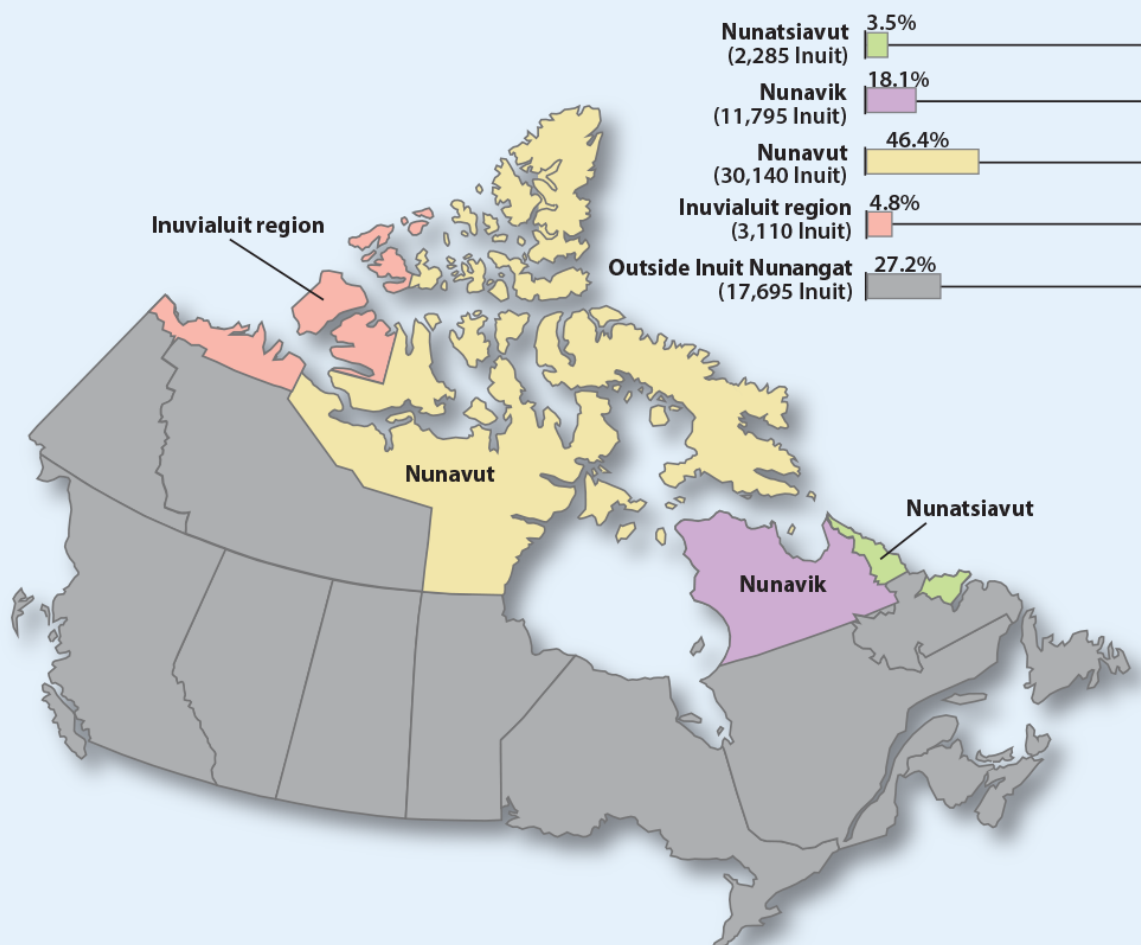 3.5%
Nunatsiavut
(2,285 Inuit)
18.1%
Nunavik
(11,795 Inuit)
46.4%
Nunavut
(30,140 Inuit)
4.8%
Inuvialuit region
(3,110 Inuit)
27.2%
Outside Inuit Nunangat
(17,695 Inuit)
Inuvialuit region
Nunavut
Nunatsiavut
Nunavik